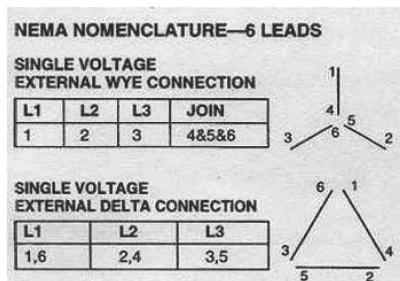 NEMA NOMENCLATURE—6 LEADS
SINGLE VOLTAGE
EXTERNAL WYE CONNECTION
L1 L2 L3 JOIN
1 2 3 4&5&6
1
4 5
6
3 2
SINGLE VOLTAGE
EXTERNAL DELTA CONNECTION
L1 L2 L3
1,6 2,4 3,5
6 1
3 4
5 2